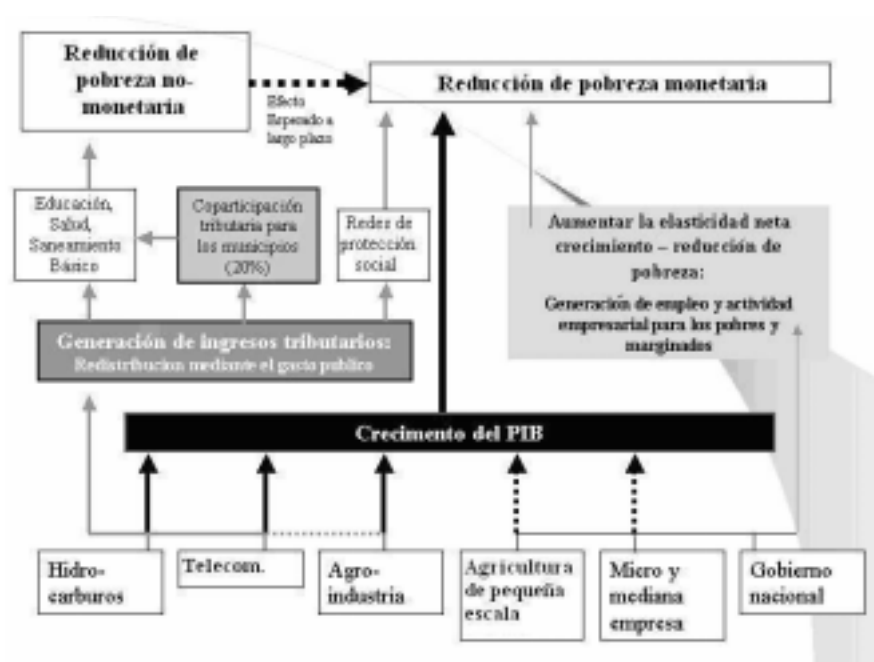 Reducción de
pobreza no-
monetaria
Efecto
Esperado a
largo plazo
Reducción de pobreza monetaria
Educación,
Salud,
Saneamiento
Básico
Coparticipación
tributaria para
los municipios
(20%)
Redes de
protección
social
Aumentar la elasticidad neta
crecimiento – reducción de
pobreza:
Generación de empleo y actividad
empresarial para los pobres y
marginados
Generación de ingresos tributarios:
Redistribucion mediante el gasto publico
Crecimento del PIB
Hidro-
carburos
Telecom.
Agro-
industria
Agricultura
de pequeña
escala
Micro y
mediana
empresa
Gobierno
nacional